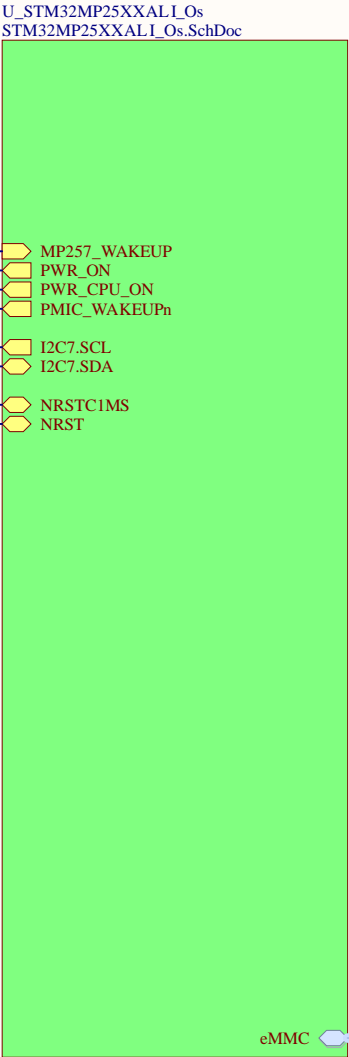 U_STM32MP25XXALI_Os
STM32MP25XXALI_Os.SchDoc
MP257_WAKEUP
PWR_ON
PWR_CPU_ON
PMIC_WAKEUPn
I2C7.SCL
I2C7.SDA
NRSTC1MS
NRST
eMMC